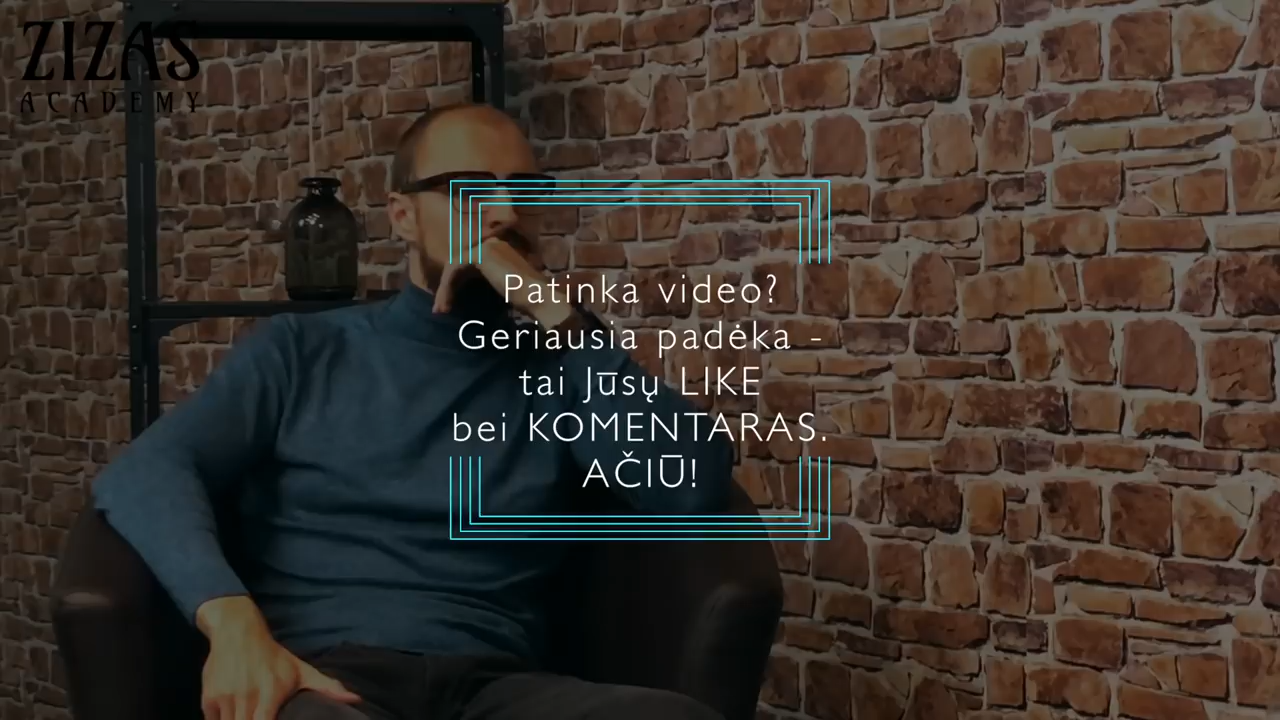 ZIZAS
ACADEMY
Patinka video?
Geriausia padėka -
tai Jūsų LIKE
bei KOMENTARAS.
AČIŪ!